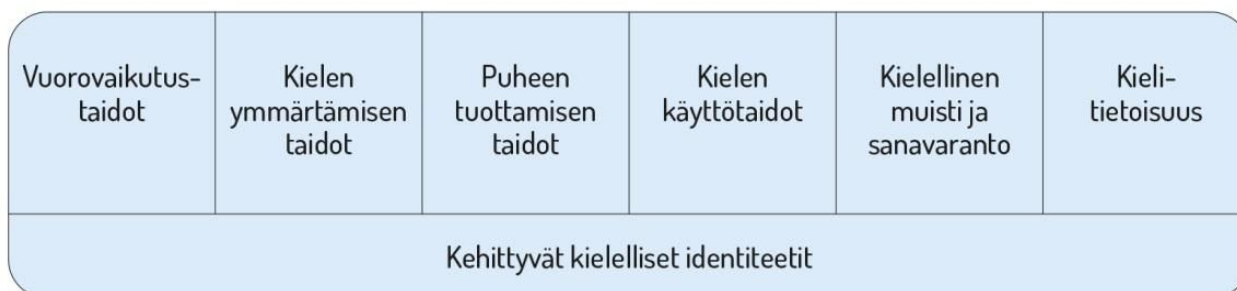 Vuorovaikutus-
taidot
Kielen
ymmärtämisen
taidot
Puheen
tuottamisen
taidot
Kielen
käyttötaidot
Kielellinen
muisti ja
sanavaranto
Kieli-
tietoisuus
Kehittyvät kielelliset identiteetit